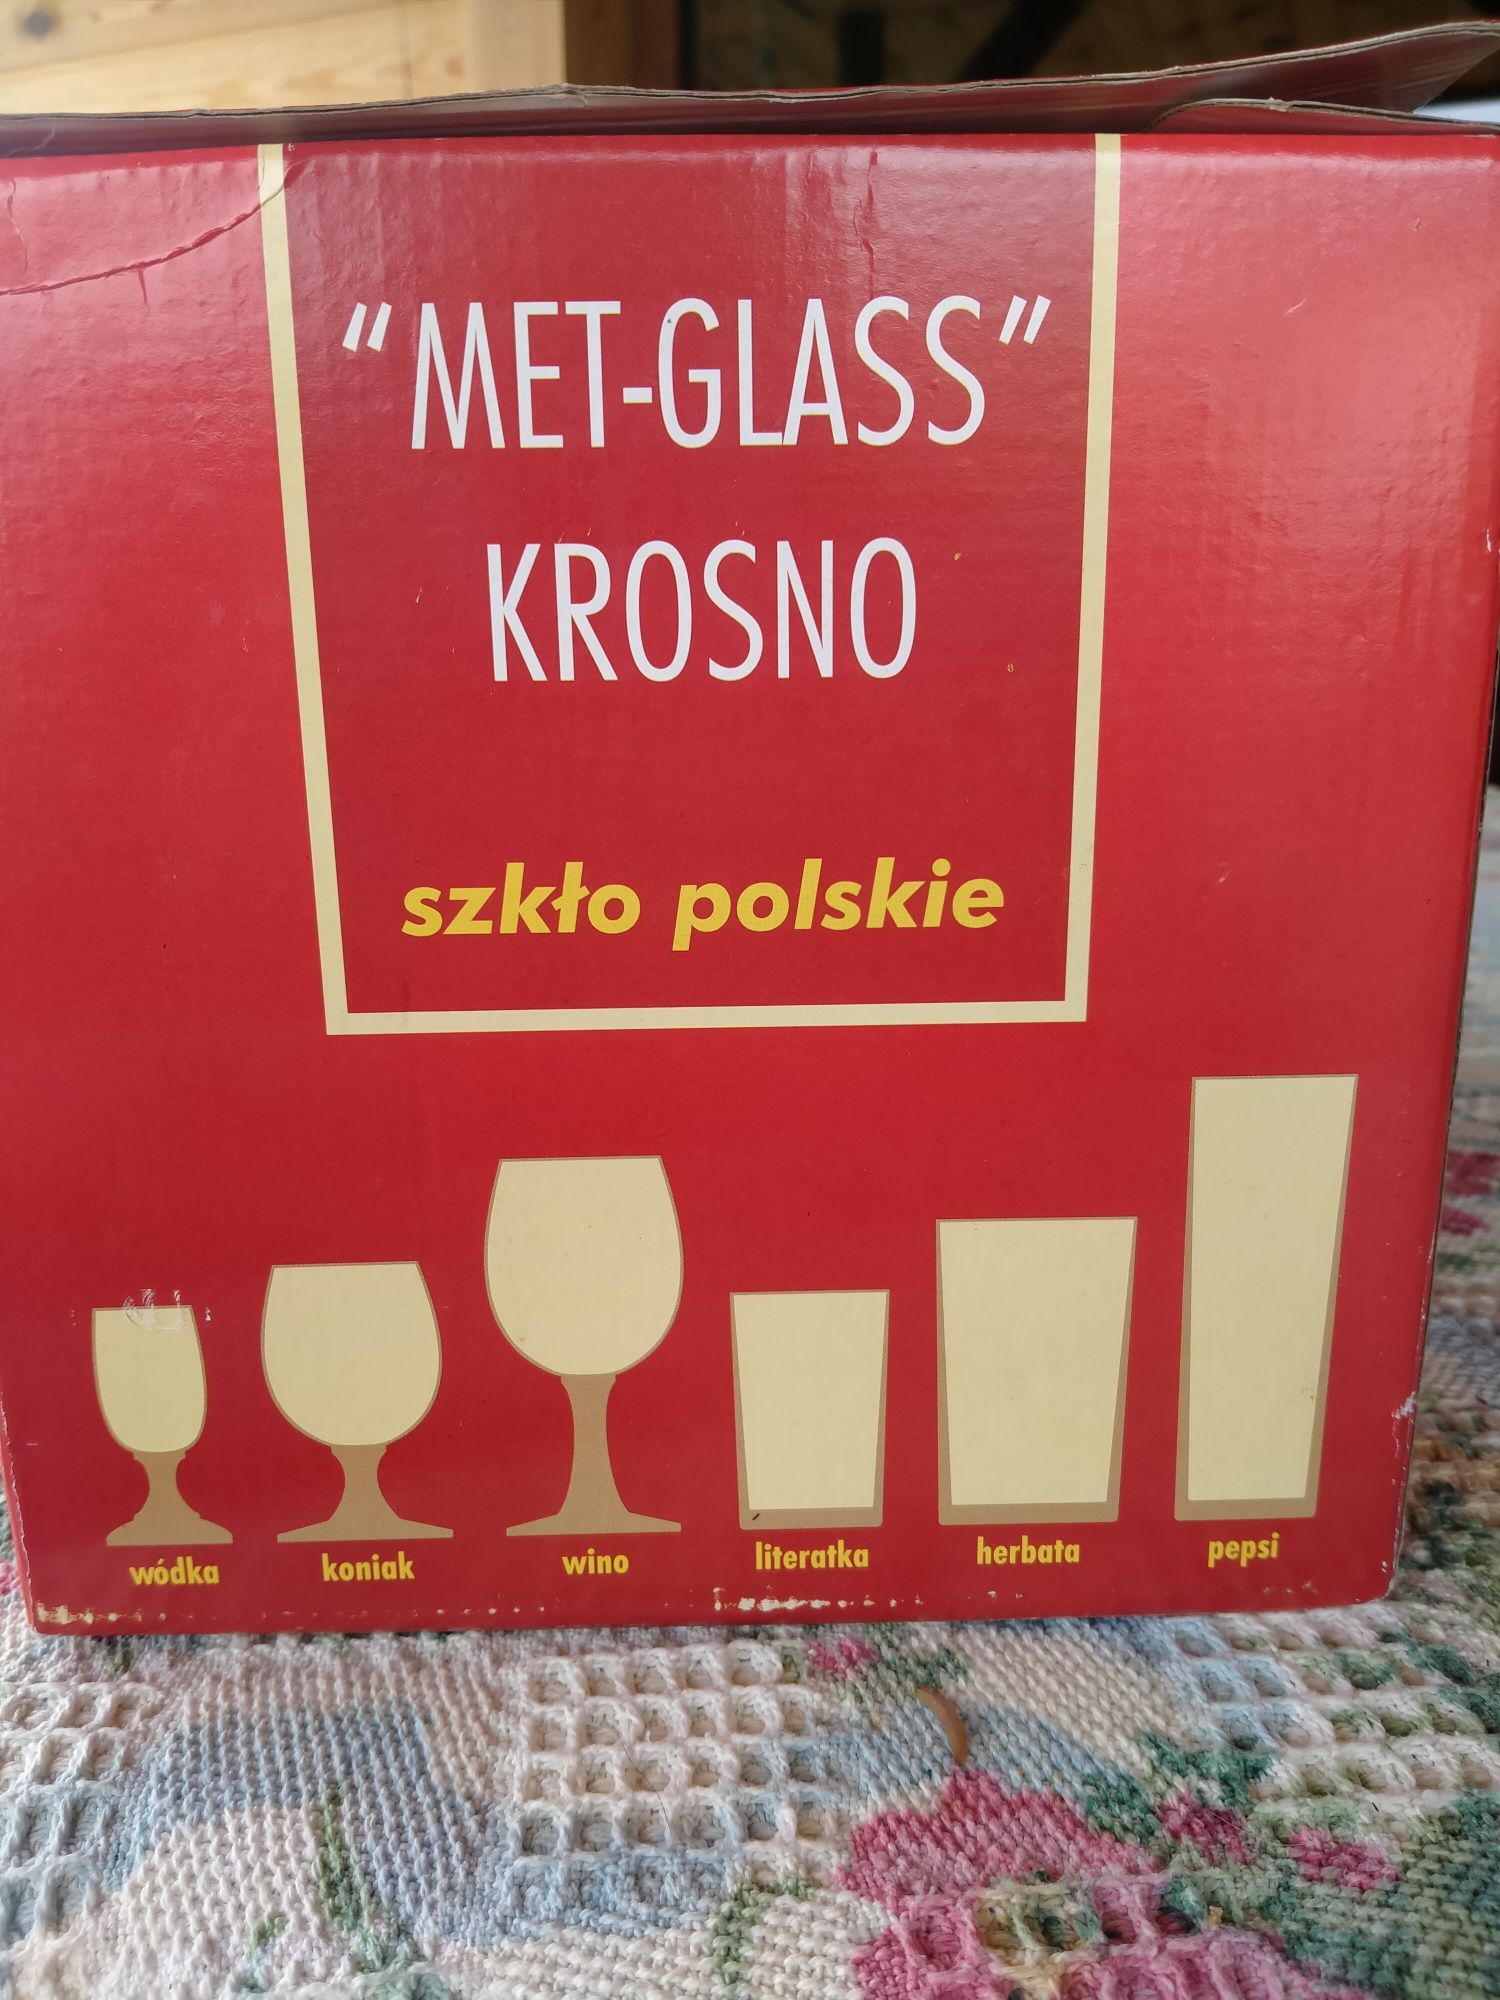 “MET-GLASS”
KROSNO
szkło polskie
wódka koniak wino literatka herbata pepsi